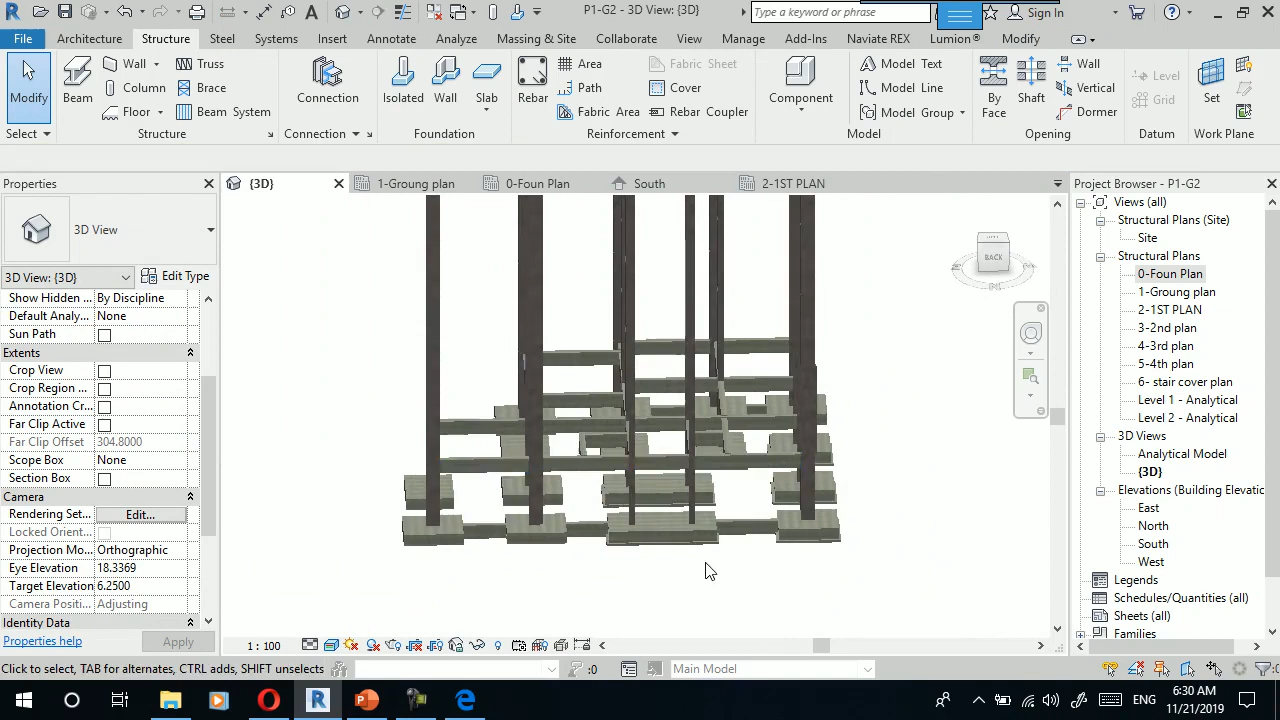 P1-G2 - 3D View: {3D}
Type a keyword or phrase
Sign In
File Architecture Structure Steel Systems Insert Annotate Analyze Massing & Site Collaborate View Manage Add-Ins Naviate REX Lumion® Modify
Modify
Beam
Wall
Column
Floor
Truss
Brace
Beam System
Connection
Isolated
Wall
Slab
Rebar
Area
Path
Fabric Area
Fabric Sheet
Cover
Rebar Coupler
Component
Model Text
Model Line
Model Group
By
Face
Shaft
Wall
Vertical
Dormer
Level
Grid
Set
Select
Structure
Connection
Foundation
Reinforcement
Model
Opening
Datum
Work Plane
Properties
{3D}
1-Groung plan
0-Foun Plan
South
2-1ST PLAN
Project Browser - P1-G2
3D View
3D View: {3D}
Edit Type
Show Hidden ... By Discipline
Default Analy... None
Sun Path
Extents
Crop View
Crop Region ...
Annotation Cr...
Far Clip Active
Far Clip Offset 304.8000
Scope Box None
Section Box
Camera
Rendering Set... Edit...
Locked Orient...
Projection Mo... Orthographic
Eye Elevation 18.3369
Target Elevation 6.2500
Camera Positi... Adjusting
Identity Data
Properties help
Apply
BACK
Views (all)
Structural Plans (Site)
Site
Structural Plans
0-Foun Plan
1-Groung plan
2-1ST PLAN
3-2nd plan
4-3rd plan
5-4th plan
6- stair cover plan
Level 1 - Analytical
Level 2 - Analytical
3D Views
Analytical Model
{3D}
Elevations (Building Elevatio
East
North
South
West
Legends
Schedules/Quantities (all)
Sheets (all)
Families
1 : 100
Click to select, TAB for alternates, CTRL adds, SHIFT unselects
:0
Main Model
:0
ENG
6:30 AM
11/21/2019